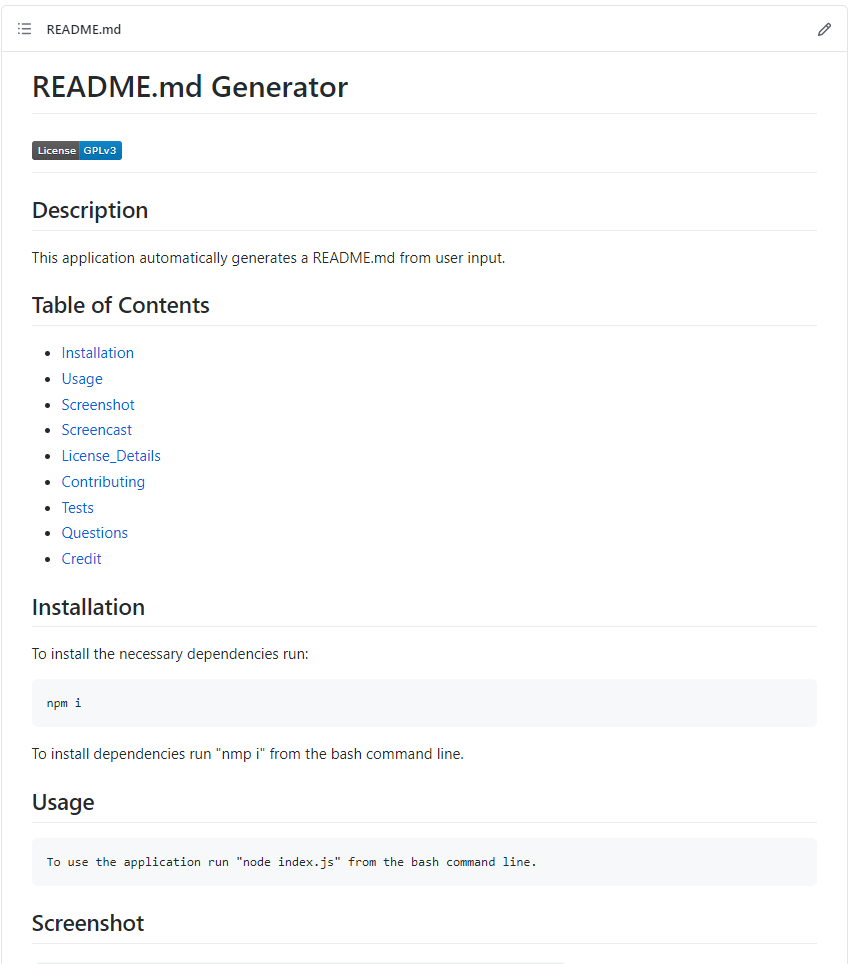 README.md
README.md Generator
License GPLv3
Description
This application automatically generates a README.md from user input.
Table of Contents
Installation
Usage
Screenshot
Screencast
License_Details
Contributing
Tests
Questions
Credit
Installation
To install the necessary dependencies run:
npm i
To install dependencies run "nmp i" from the bash command line.
Usage
To use the application run "node index.js" from the bash command line.
Screenshot